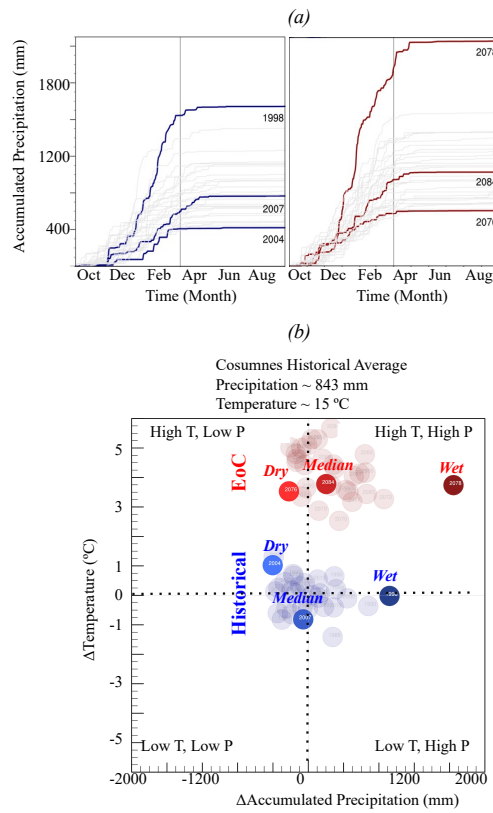 (a)
Accumulated Precipitation (mm)
1800
1200
400
1998
2007
2004
2078
2084
2076
Oct Dec Feb Apr Jun Aug
Oct Dec Feb Apr Jun Aug
Time (Month)
Time (Month)
(b)
Cosumnes Historical Average
Precipitation ~ 843 mm
Temperature ~ 15 ºC
High T, Low P
High T, High P
EoC
Dry
Median
Wet
2076
2084
2078
Historical
Dry
2004
Median
2007
Wet
Low T, Low P
Low T, High P
ΔTemperature (ºC)
5
3
1
0
-1
-3
-5
-2000 -1200 0 1200 2000
ΔAccumulated Precipitation (mm)